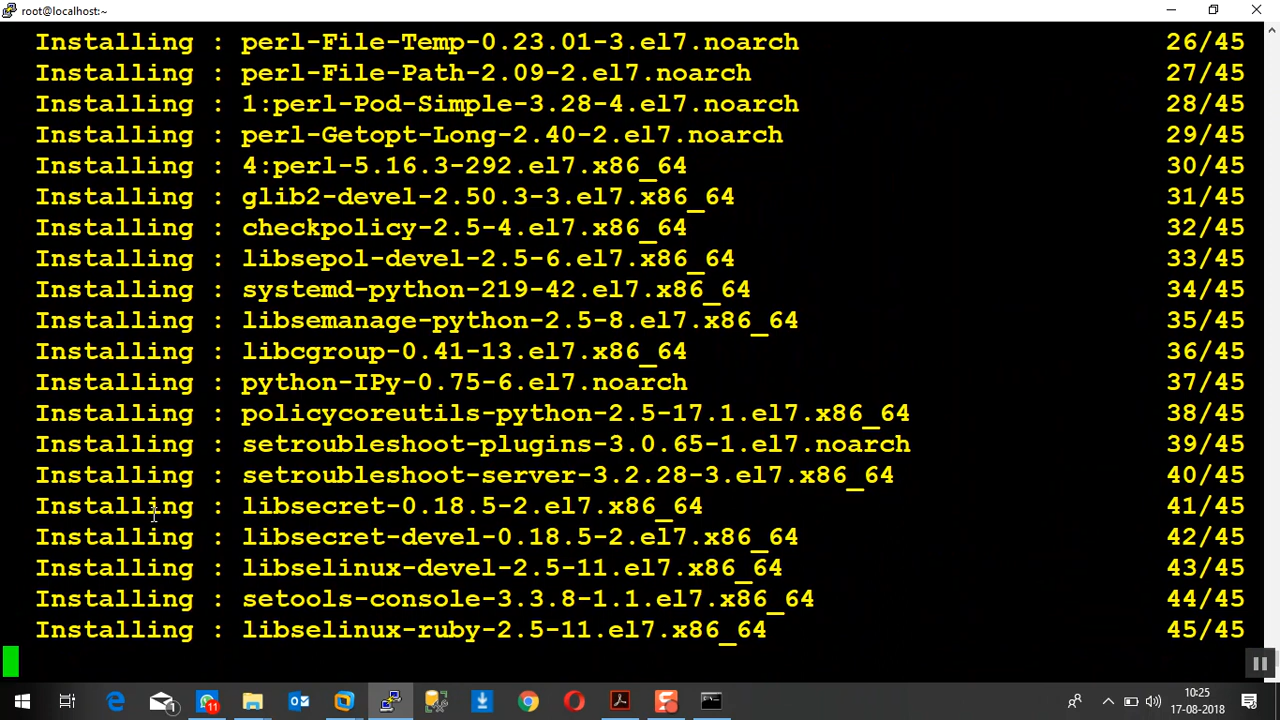 root@localhost:~
Installing : perl-File-Temp-0.23.01-3.el7.noarch 26/45
Installing : perl-File-Path-2.09-2.el7.noarch 27/45
Installing : 1:perl-Pod-Simple-3.28-4.el7.noarch 28/45
Installing : perl-Getopt-Long-2.40-2.el7.noarch 29/45
Installing : 4:perl-5.16.3-292.el7.x86_64 30/45
Installing : glib2-devel-2.50.3-3.el7.x86_64 31/45
Installing : checkpolicy-2.5-4.el7.x86_64 32/45
Installing : libsepol-devel-2.5-6.el7.x86_64 33/45
Installing : systemd-python-219-42.el7.x86_64 34/45
Installing : libsemanage-python-2.5-8.el7.x86_64 35/45
Installing : libcgroup-0.41-13.el7.x86_64 36/45
Installing : python-IPy-0.75-6.el7.noarch 37/45
Installing : policycoreutils-python-2.5-17.1.el7.x86_64 38/45
Installing : setroubleshoot-plugins-3.0.65-1.el7.noarch 39/45
Installing : setroubleshoot-server-3.2.28-3.el7.x86_64 40/45
Installing : libsecret-0.18.5-2.el7.x86_64 41/45
Installing : libsecret-devel-0.18.5-2.el7.x86_64 42/45
Installing : libselinux-devel-2.5-11.el7.x86_64 43/45
Installing : setools-console-3.3.8-1.1.el7.x86_64 44/45
Installing : libselinux-ruby-2.5-11.el7.x86_64 45/45
1
11
10:25
17-08-2018